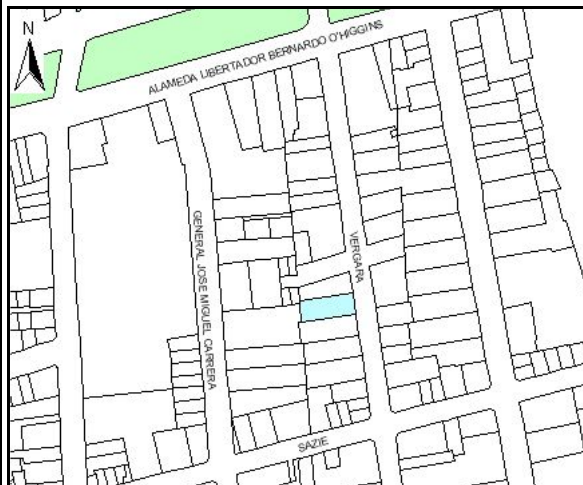 N
ALAMEDA LIBERTADOR BERNARDO O'HIGGINS
GENERAL JOSE MIGUEL CARRERA
VERGARA
SAZIE